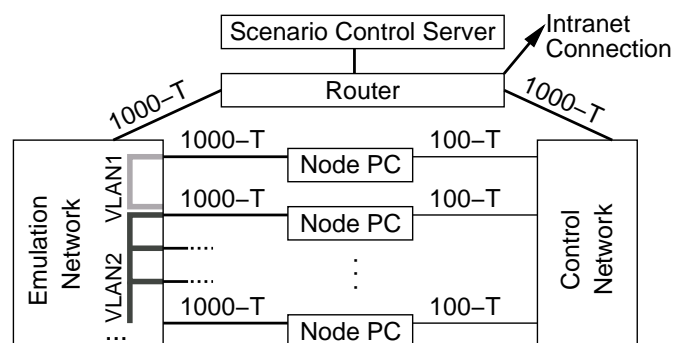 Scenario Control Server
Intranet
Connection
Router
1000–T
1000–T
1000–T
Node PC
100–T
VLAN1
1000–T
Node PC
100–T
Emulation
Network
VLAN2
Control
Network
1000–T
Node PC
100–T
...